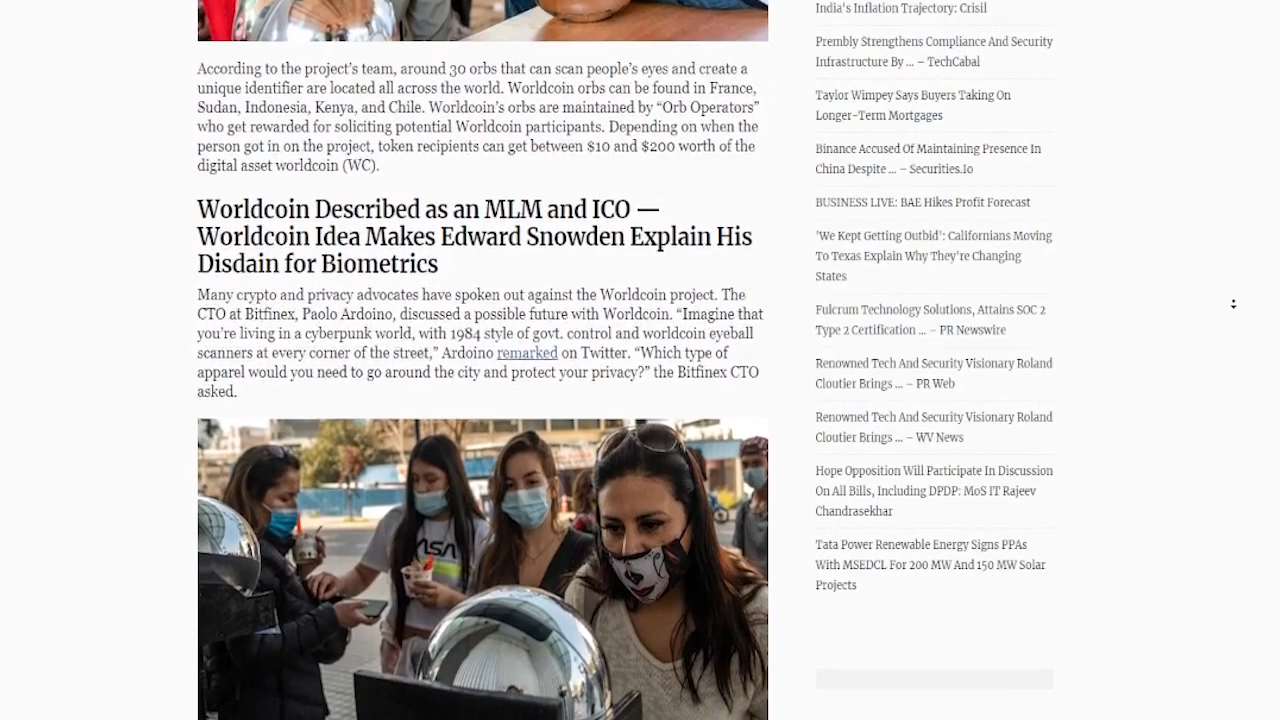 According to the project's team, around 30 orbs that can scan people's eyes and create a
unique identifier are located all across the world. Worldcoin orbs can be found in France,
Sudan, Indonesia, Kenya, and Chile. Worldcoin's orbs are maintained by “Orb Operators”
who get rewarded for soliciting potential Worldcoin participants. Depending on when the
person got in on the project, token recipients can get between $10 and $200 worth of the
digital asset worldcoin (WC).
Worldcoin Described as an MLM and ICO —
Worldcoin Idea Makes Edward Snowden Explain His
Disdain for Biometrics
Many crypto and privacy advocates have spoken out against the Worldcoin project. The
CTO at Bitfinex, Paolo Ardoino, discussed a possible future with Worldcoin. “Imagine that
you're living in a cyberpunk world, with 1984 style of govt. control and worldcoin eyeball
scanners at every corner of the street,” Ardoino remarked on Twitter. “Which type of
apparel would you need to go around the city and protect your privacy?” the Bitfinex CTO
asked.
India's Inflation Trajectory: Crisil
Prembly Strengthens Compliance And Security
Infrastructure By ... – TechCabal
Taylor Wimpey Says Buyers Taking On
Longer-Term Mortgages
Binance Accused Of Maintaining Presence In
China Despite ... – Securities.Io
BUSINESS LIVE: BAE Hikes Profit Forecast
'We Kept Getting Outbid': Californians Moving
To Texas Explain Why They're Changing
States
Fulcrum Technology Solutions, Attains SOC 2
Type 2 Certification ... – PR Newswire
Renowned Tech And Security Visionary Roland
Cloutier Brings ... – PR Web
Renowned Tech And Security Visionary Roland
Cloutier Brings ... – WV News
Hope Opposition Will Participate In Discussion
On All Bills, Including DPDP: MoS IT Rajeev
Chandrasekhar
Tata Power Renewable Energy Signs PPAs
With MSEDCL For 200 MW And 150 MW Solar
Projects